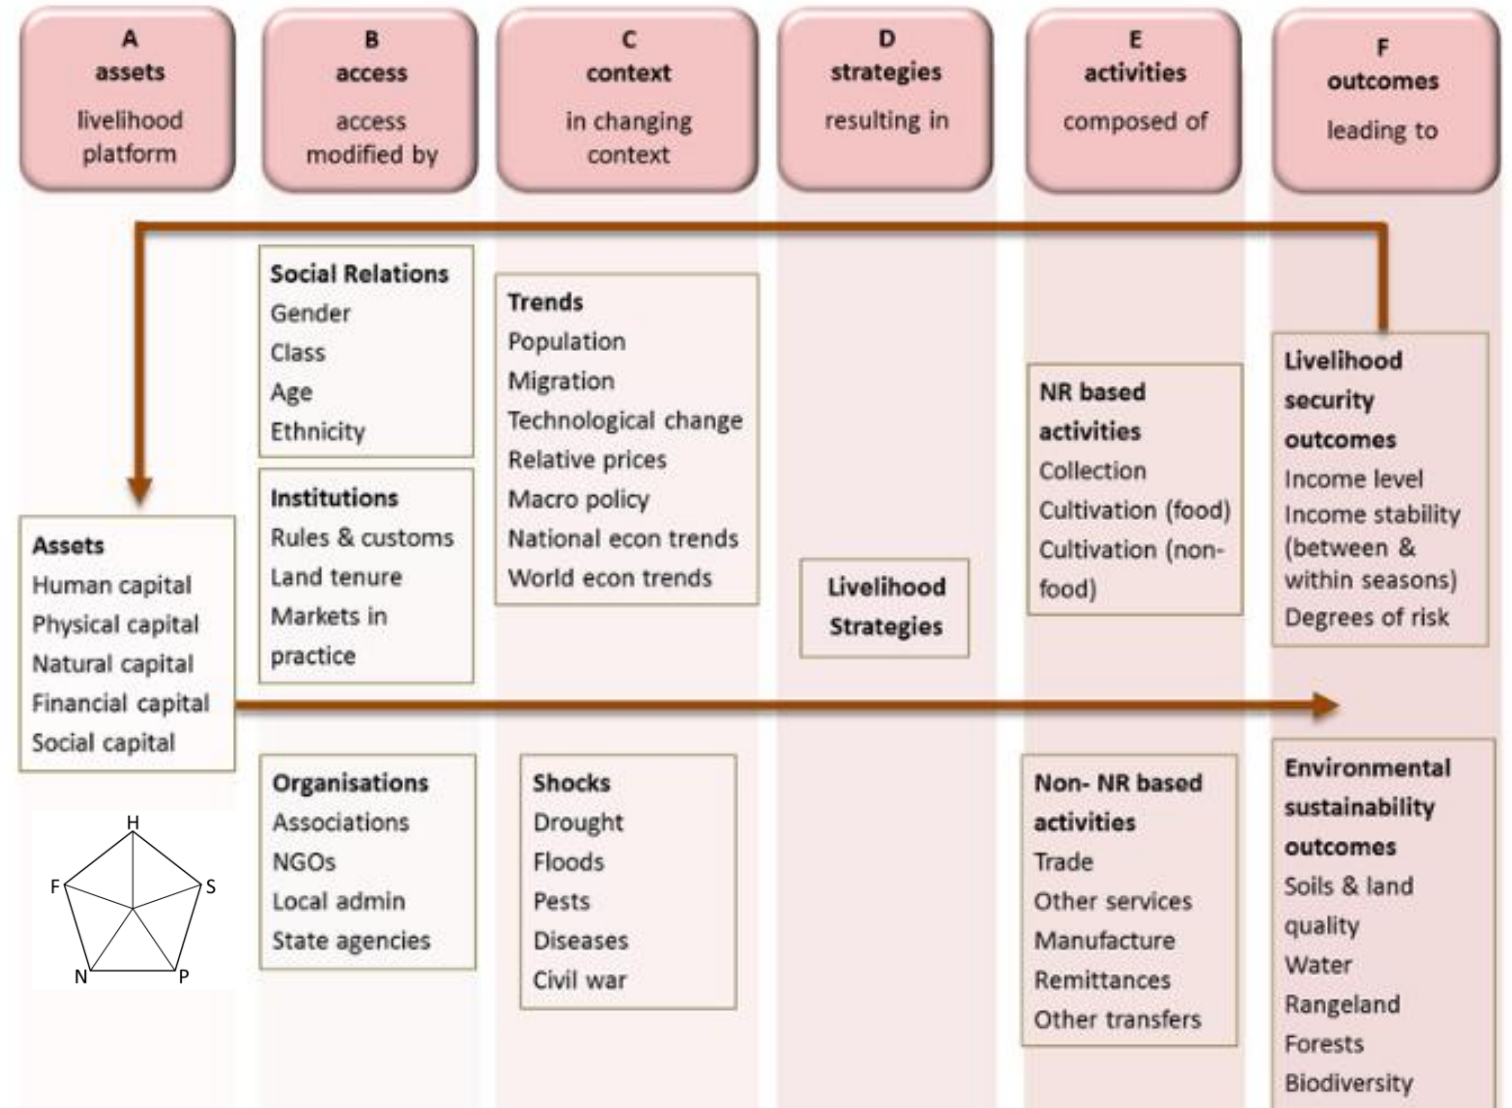 A
assets
livelihood
platform
B
access
access
modified by
C
context
in changing
context
D
strategies
resulting in
E
activities
composed of
F
outcomes
leading to
Assets
Human capital
Physical capital
Natural capital
Financial capital
Social capital
H
F
S
N
P
Social Relations
Gender
Class
Age
Ethnicity
Institutions
Rules & customs
Land tenure
Markets in
practice
Organisations
Associations
NGOs
Local admin
State agencies
Trends
Population
Migration
Technological change
Relative prices
Macro policy
National econ trends
World econ trends
Shocks
Drought
Floods
Pests
Diseases
Civil war
Livelihood
Strategies
NR based
activities
Collection
Cultivation (food)
Cultivation (non-
food)
Non- NR based
activities
Trade
Other services
Manufacture
Remittances
Other transfers
Livelihood
security
outcomes
Income level
Income stability
(between &
within seasons)
Degrees of risk
Environmental
sustainability
outcomes
Soils & land
quality
Water
Rangeland
Forests
Biodiversity